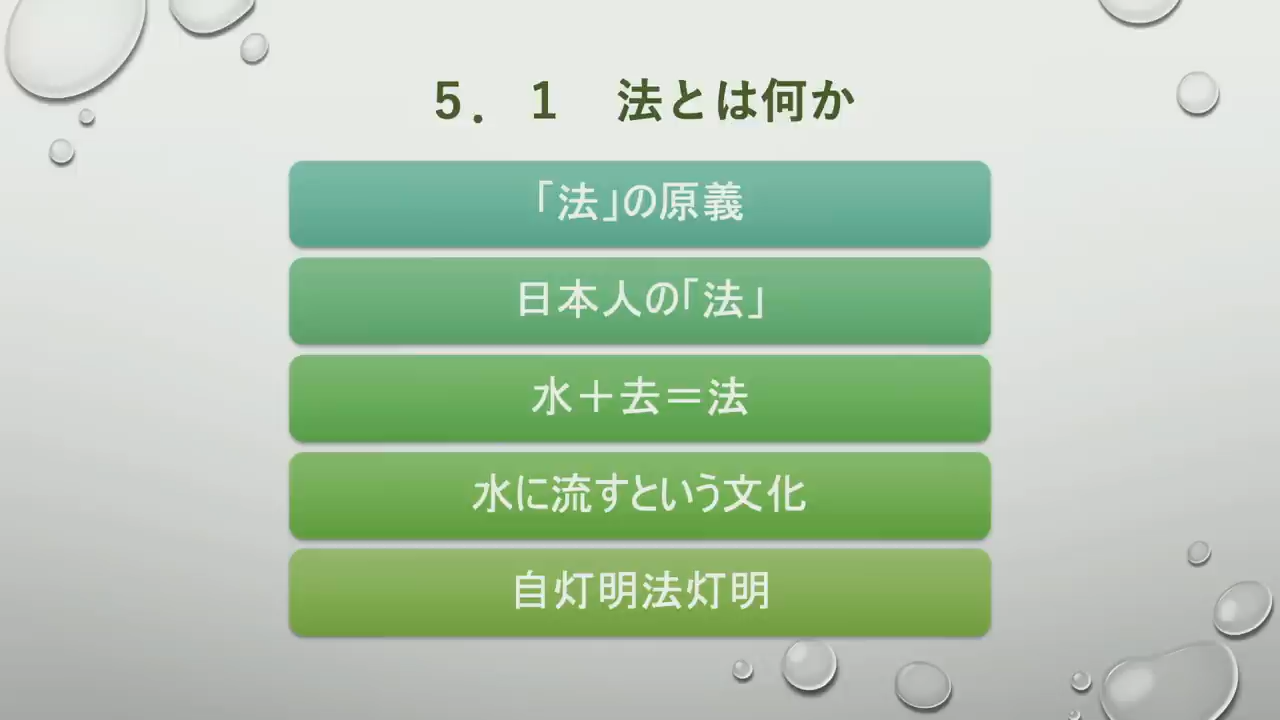 ５．１　法とは何か
「法」の原義
日本人の「法」
水＋去＝法
水に流すという文化
自灯明法灯明